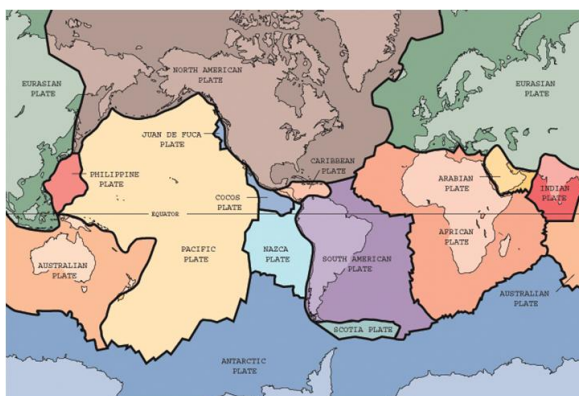 NORTH AMERICAN
PLATE
EURASIAN
PLATE
EURASIAN
PLATE
JUAN DE FUCA
PLATE
CARIBBEAN
PLATE
PHILIPPINE
PLATE
ARABIAN
PLATE
INDIAN
PLATE
COCOS
PLATE
EQUATOR
AFRICAN
PLATE
PACIFIC
PLATE
NAZCA
PLATE
SOUTH AMERICAN
PLATE
AUSTRALIAN
PLATE
AUSTRALIAN
PLATE
SCOTIA PLATE
ANTARCTIC
PLATE